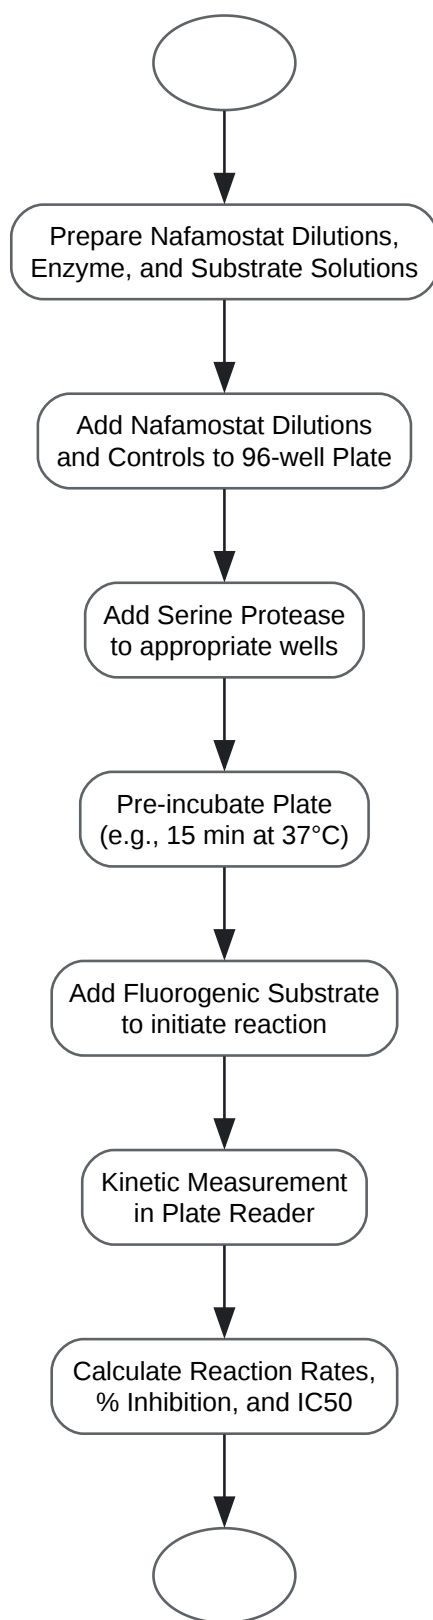 Prepare Nafamostat Dilutions,
Enzyme, and Substrate Solutions
Add Nafamostat Dilutions
and Controls to 96-well Plate
Add Serine Protease
to appropriate wells
Pre-incubate Plate
(e.g., 15 min at 37°C)
Add Fluorogenic Substrate
to initiate reaction
Kinetic Measurement
in Plate Reader
Calculate Reaction Rates,
% Inhibition, and IC50